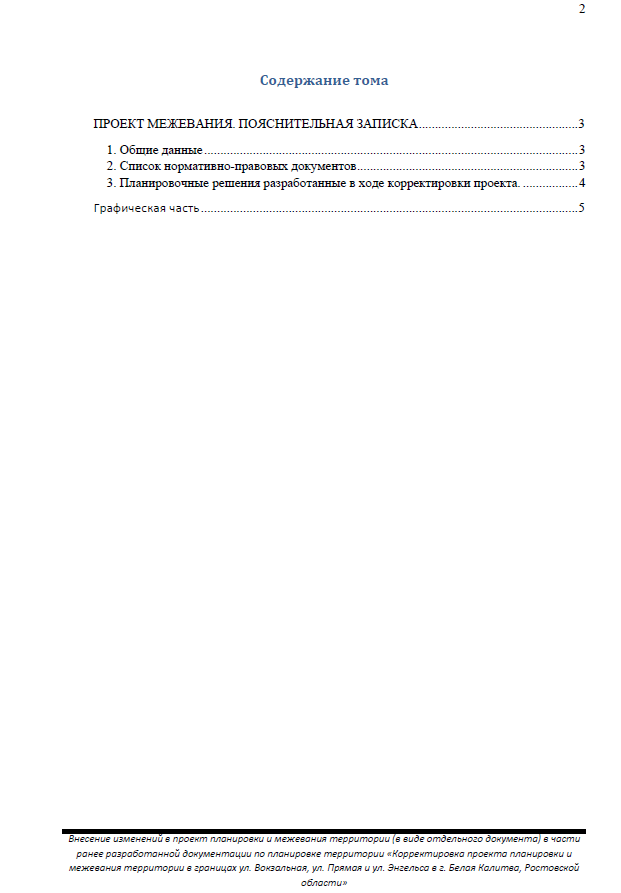 2
Содержание тома
ПРОЕКТ МЕЖЕВАНИЯ. ПОЯСНИТЕЛЬНАЯ ЗАПИСКА.................................................3
1. Общие данные...................................................................................................................3
2. Список нормативно-правовых документов....................................................................3
3. Планировочные решения разработанные в ходе корректировки проекта. .................4
Графическая часть.....................................................................................................................5
Внесение изменений в проект планировки и межевания территории (в виде отдельного документа) в части
ранее разработанной документации по планировке территории «Корректировка проекта планировки и
межевания территории в границах ул. Вокзальная, ул. Прямая и ул. Энгельса в г. Белая Калитва, Ростовской
области»